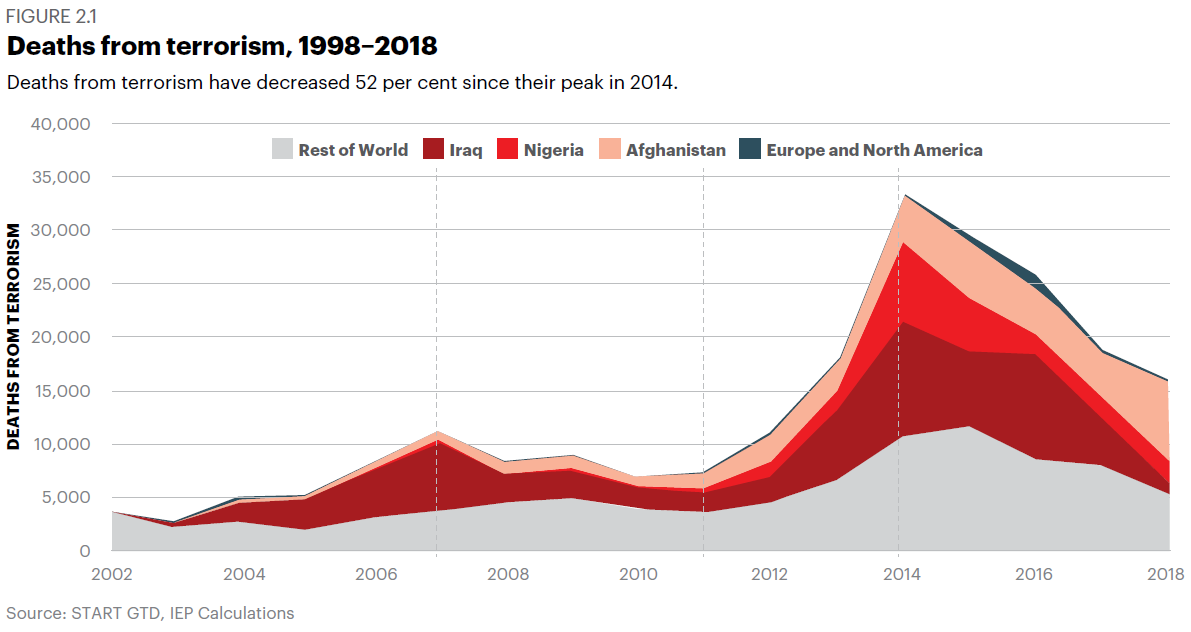 FIGURE 2.1
Deaths from terrorism, 1998–2018
Deaths from terrorism have decreased 52 per cent since their peak in 2014.
40,000
Rest of World Iraq Nigeria Afghanistan Europe and North America
35,000
30,000
25,000
20,000
15,000
10,000
5,000
0
DEATHS FROM TERRORISM
2002 2004 2006 2008 2010 2012 2014 2016 2018
Source: START GTD, IEP Calculations